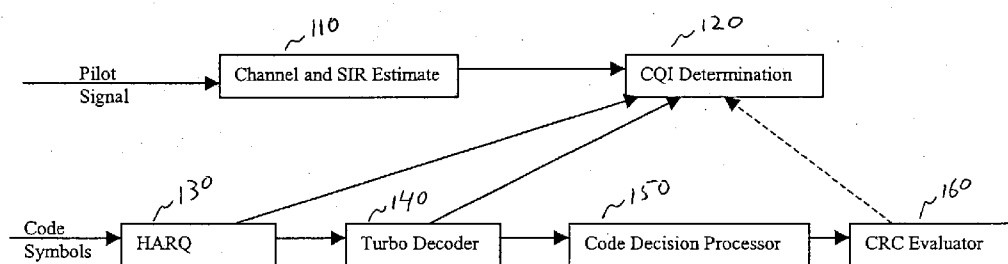 110
120
Pilot
Signal
Channel and SIR Estimate
CQI Determination
130
140
150
160
Code
Symbols
HARQ
Turbo Decoder
Code Decision Processor
CRC Evaluator